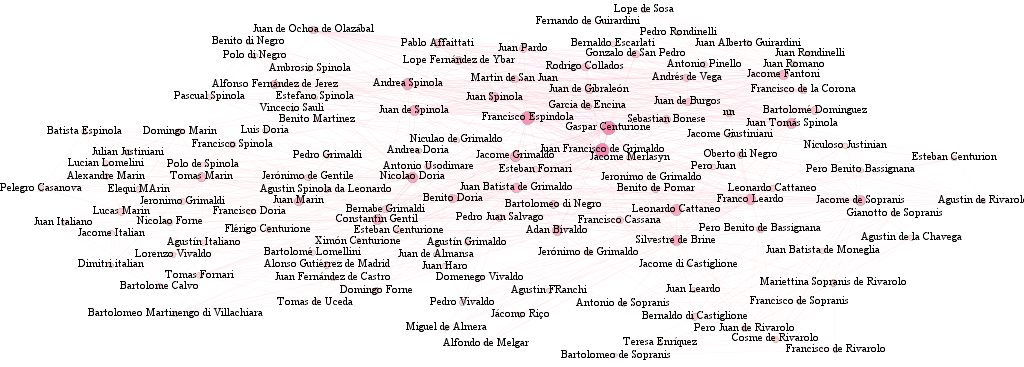 Lope de Sosa
Fernando de Guirardini
Juan de Ochoa de Olazábal
Pedro Rondinelli
Benito di Negro
Pablo Affaittati
Juan Pardo
Bernaldo Escarlati
Juan Alberto Guirardini
Polo di Negro
Gonzalo de San Pedro
Juan Rondinelli
Lope Fernández de Ybar
Rodrigo Collados
Antonio Pinello
Juan Romano
Ambrosio Spinola
Jacome Fantoni
Martin de San Juan
Andrés de Vega
Alfonso Fernández de Jerez
Andrea Spinola
Juan de Gibraleón
Francisco de la Corona
Pascual Spinola
Estefano Spinola
Juan Spinola
Juan de Burgos
Vincecio Sauli
Juan de Spinola
Garcia de Encina
nn
Bartolomé Dominguez
Benito Martinez
Francisco Espindola
Sebastian Bonese
Juan Tomás Spinola
Batista Espinola
Domingo Marin
Luis Doria
Gaspar Centurione
Jacome Giustiniani
Francisco Spinola
Niculao de Grimaldo
Niculoso Justinian
Julian Justiniani
Andrea Doria
Juan Francisco de Grimaldo
Pedro Grimaldi
Jacome Grimaldo
Jacome Merlasyn
Oberto di Negro
Esteban Centurion
Lucian Lomelini
Polo de Spinola
Antonio Usodimare
Esteban Fornari
Pero Juan
Pero Benito Bassignana
Alexandre Marin
Tomas Marin
Jerónimo de Gentile
Nicolao Doria
Jeronimo de Grimaldo
Pelegro Casanova
Elequi MArin
Agustin Spinola da Leonardo
Juan Batista de Grimaldo
Benito de Pomar
Leonardo Cattaneo
Jeronimo Grimaldi
Juan Marin
Benito Doria
Bartolomeo di Negro
Franco Leardo
Jacome de Sopranis
Agustin de Rivarol
Lucas Marin
Francisco Doria
Bernabe Grimaldi
Leonardo Cattaneo
Gianotto de Sopranis
Juan Italiano
Nicolao Forne
Constantin Gentil
Pedro Juan Salvago
Francisco Cassana
Jacome Italian
Flérigo Centurione
Esteban Centurione
Adan Bivaldo
Pero Benito de Bassignana
Agustín Italiano
Ximón Centurione
Agustín Grimaldo
Silvestre de Brine
Agustin de la Chavega
Lorenzo Vivaldo
Bartolomé Lomellini
Juan de Almansa
Jerónimo de Grimaldo
Juan Batista de Moneglia
Dimitri italian
Alonso Gutiérrez de Madrid
Juan Haro
Jacome di Castiglione
Tomas Fornari
Juan Fernández de Castro
Domenego Vivaldo
Bartolome Calvo
Domingo Forne
Agustin FRanchi
Juan Leardo
Mariettina Sopranis de Rivarolo
Tomas de Uceda
Pedro Vivaldo
Antonio de Sopranis
Francisco de Sopranis
Bartolomeo Martinengo di Villachiara
Jácomo Riço
Bernaldo di Castiglione
Miguel de Almera
Pero Juan de Rivarolo
Alfondo de Melgar
Teresa Enriquez
Cosme de Rivarolo
Bartolomeo de Sopranis
Francisco de Rivarolo